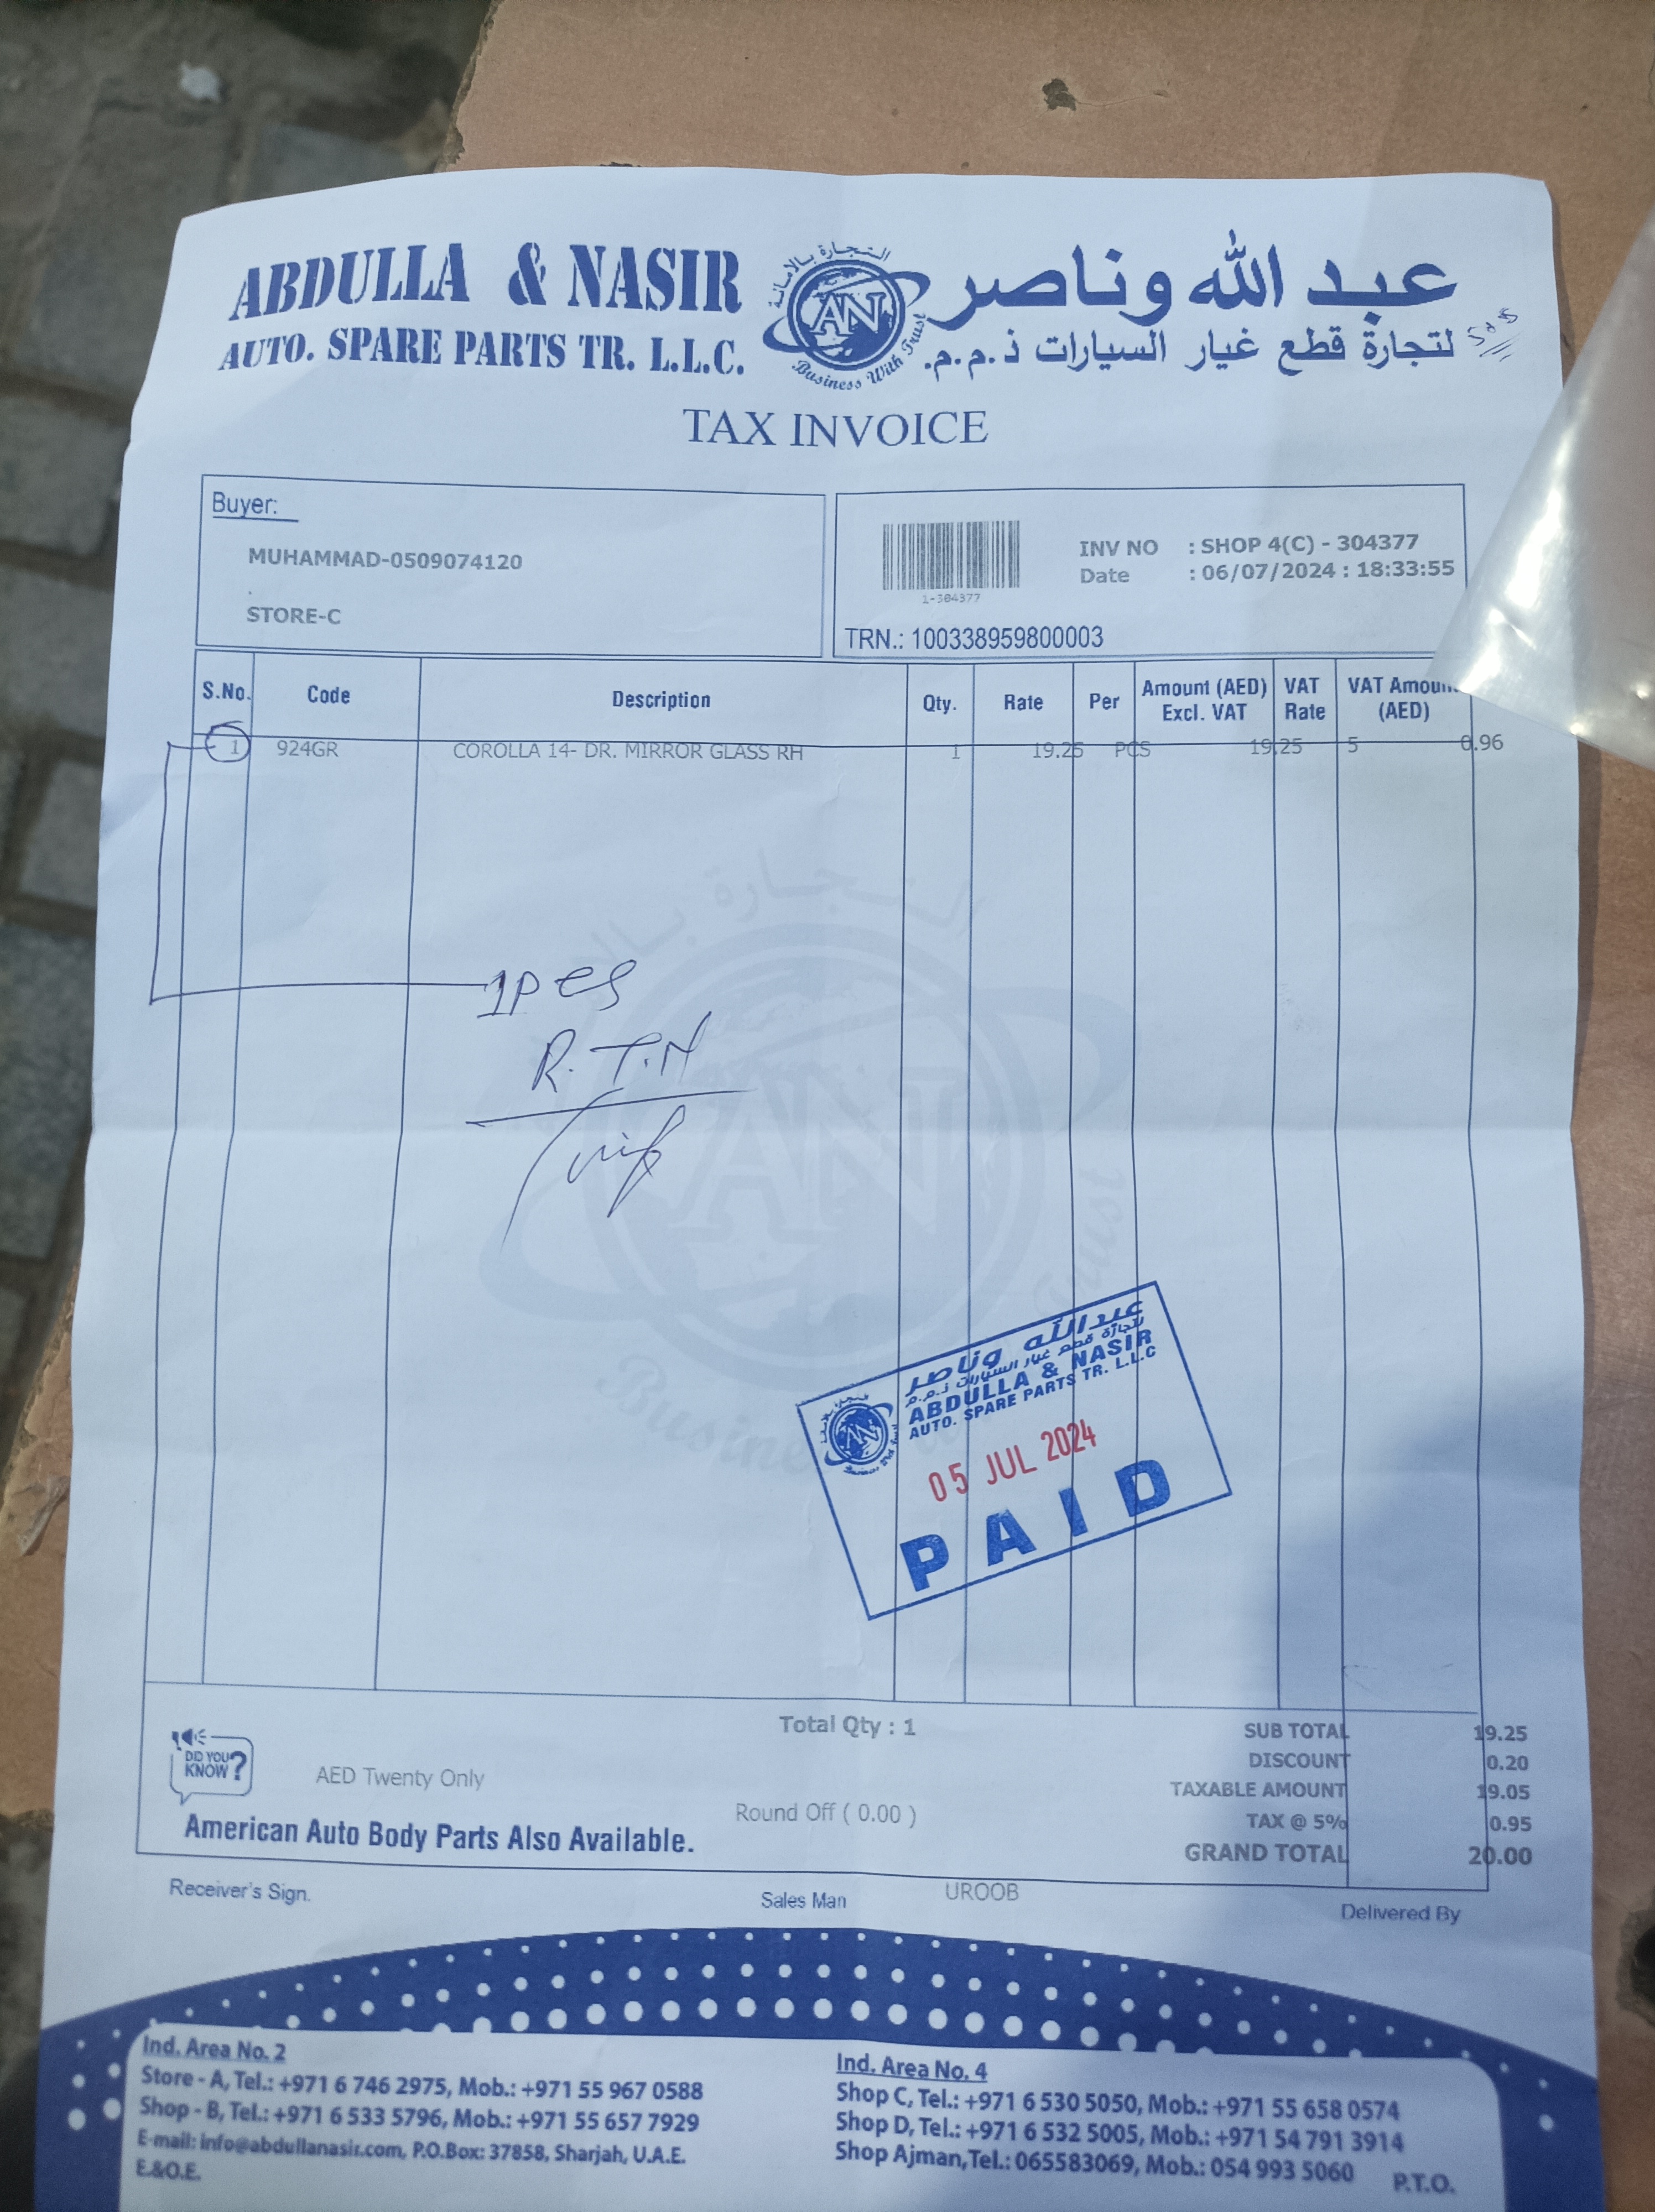 ABDULLA & NASIR
AUTO. SPARE PARTS TR. L.L.C.
التجارة بالأمانة
AN
Business With Trust
عبد الله وناصر
لتجارة قطع غيار السيارات ذ.م.م.
TAX INVOICE
Buyer:
MUHAMMAD-0509074120
.
STORE-C
1-304377
INV NO : SHOP 4(C) - 304377
Date : 06/07/2024 : 18:33:55
TRN.: 100338959800003
S.No. Code Description Qty. Rate Per Amount (AED) Excl. VAT VAT Rate VAT Amoun (AED)
1 924GR COROLLA 14- DR. MIRROR GLASS RH 1 19.25 PCS 19.25 5 0.96
1pes
R.T.N
عبدالله وناصر
لتجارة قطع غيار السيارات ذ.م.م
ABDULLA & NASIR
AUTO. SPARE PARTS TR. L.L.C
05 JUL 2024
PAID
Total Qty : 1
SUB TOTAL 19.25
DISCOUNT 0.20
TAXABLE AMOUNT 19.05
TAX @ 5% 0.95
GRAND TOTAL 20.00
DID YOU KNOW?
AED Twenty Only
Round Off ( 0.00 )
American Auto Body Parts Also Available.
Receiver's Sign.
Sales Man UROOB
Delivered By
Ind. Area No. 2
Store - A, Tel.: +971 6 746 2975, Mob.: +971 55 967 0588
Shop - B, Tel.: +971 6 533 5796, Mob.: +971 55 657 7929
E-mail: info@abdullanasir.com, P.O.Box: 37858, Sharjah, U.A.E.
E.&O.E.
Ind. Area No. 4
Shop C, Tel.: +971 6 530 5050, Mob.: +971 55 658 0574
Shop D, Tel.: +971 6 532 5005, Mob.: +971 54 791 3914
Shop Ajman, Tel.: 065583069, Mob.: 054 993 5060
P.T.O.